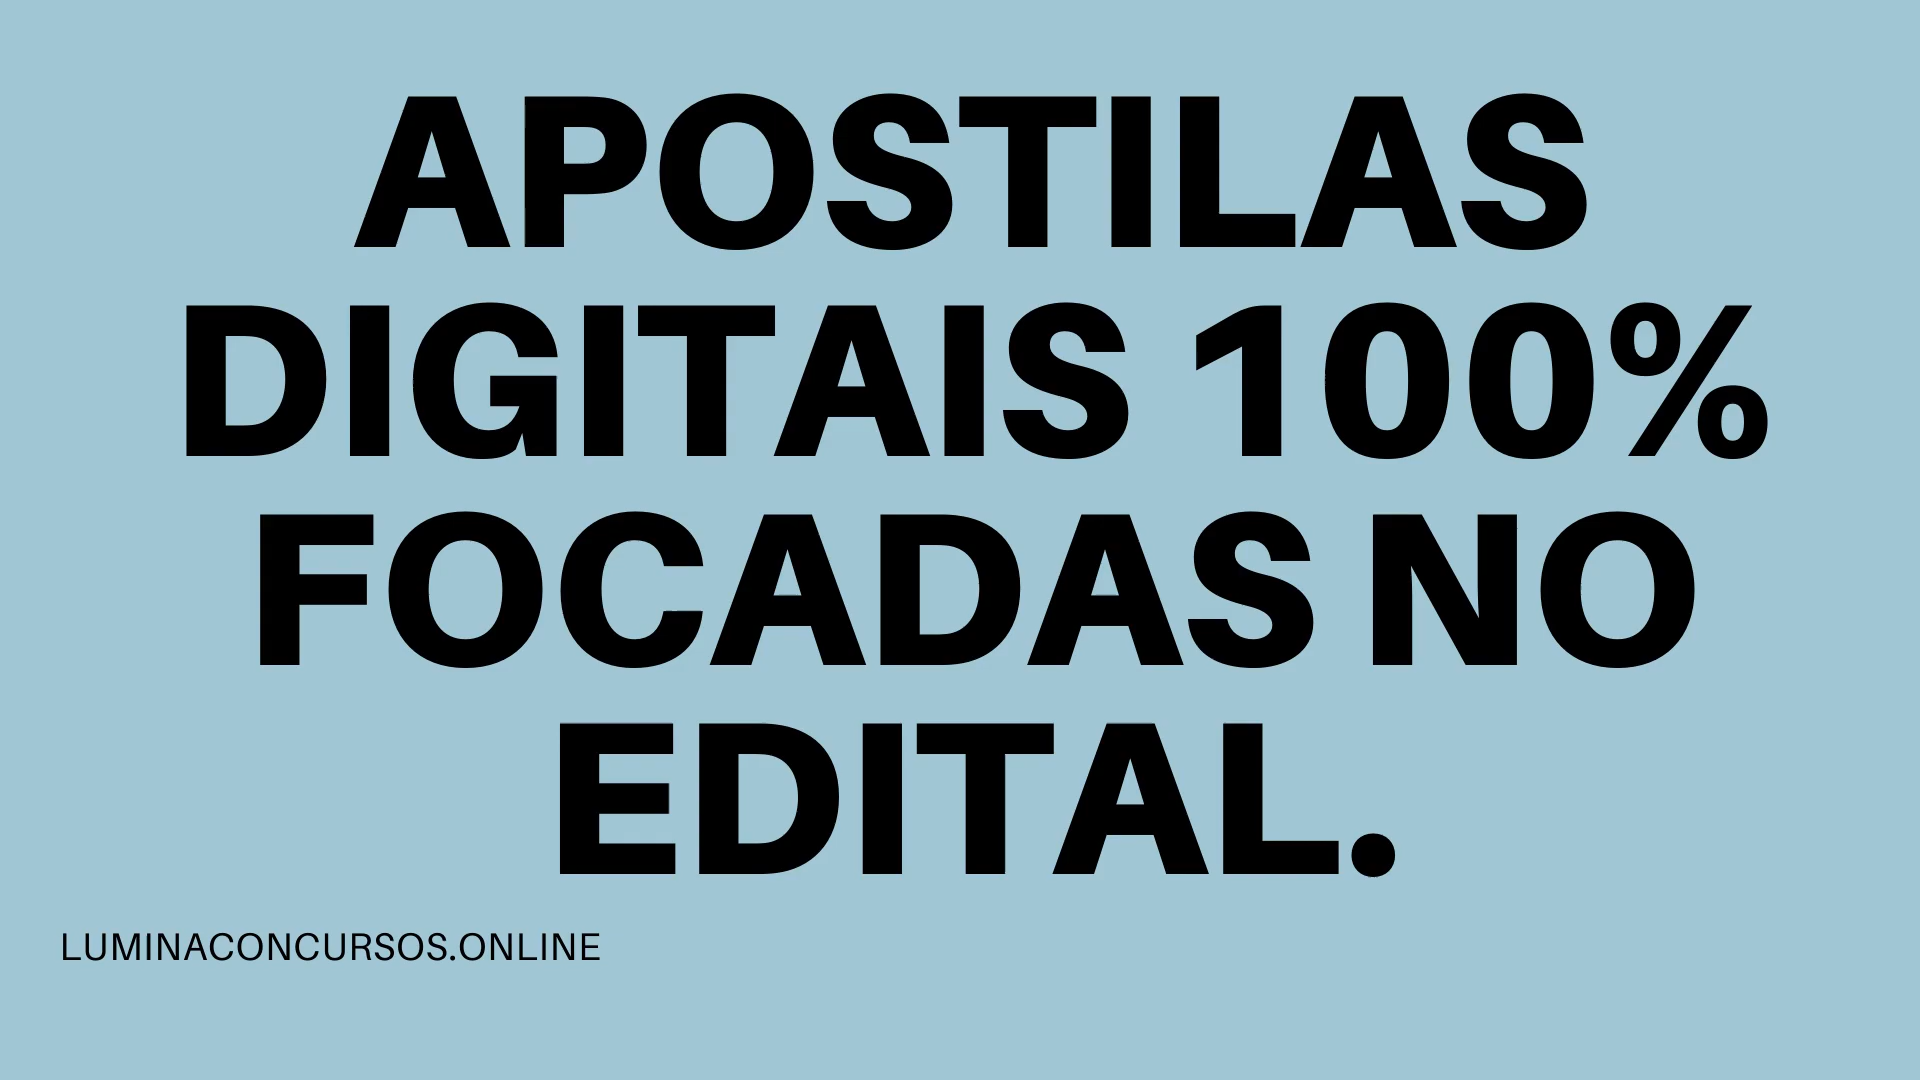 APOSTILAS
DIGITAIS 100%
FOCADAS NO
EDITAL.
LUMINACONCURSOS.ONLINE